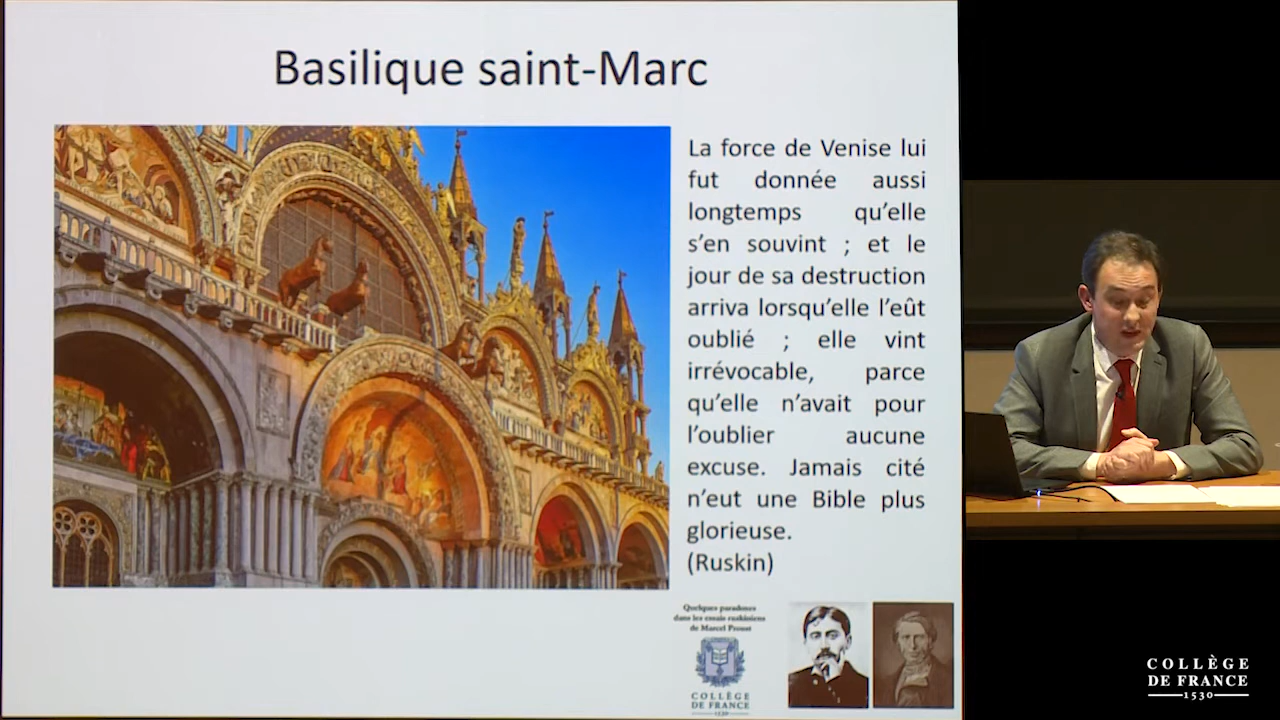 Basilique saint-Marc
La force de Venise lui
fut donnée aussi
longtemps qu'elle
s'en souvint ; et le
jour de sa destruction
arriva lorsqu'elle l'eût
oublié ; elle vint
irrévocable, parce
qu'elle n'avait pour
l'oublier aucune
excuse. Jamais cité
n'eut une Bible plus
glorieuse.
(Ruskin)
Quelques paradoxes
dans les essais ruskiniens
de Marcel Proust
COLLÈGE
DE FRANCE
1530
COLLÈGE
DE FRANCE
1530